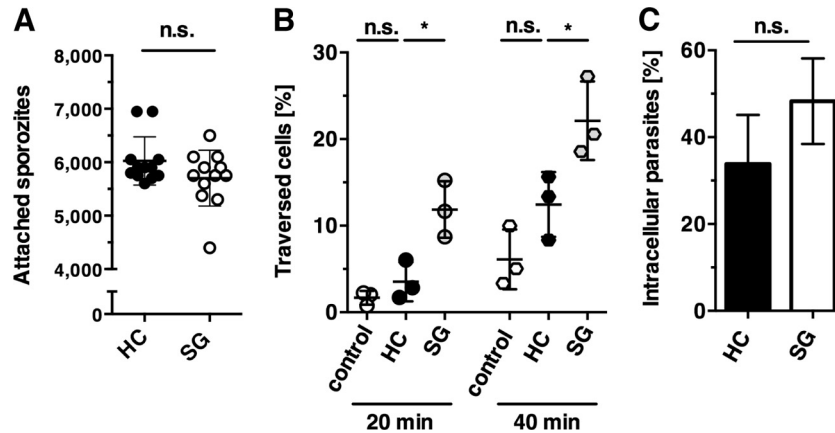 A
n.s.
Attached sporozites
8,000
7,000
6,000
5,000
4,000
0
HC
SG
B
n.s.
*
n.s.
*
Traversed cells [%]
30
20
10
0
control
HC
SG
control
HC
SG
20 min
40 min
C
n.s.
Intracellular parasites [%]
60
40
20
0
HC
SG